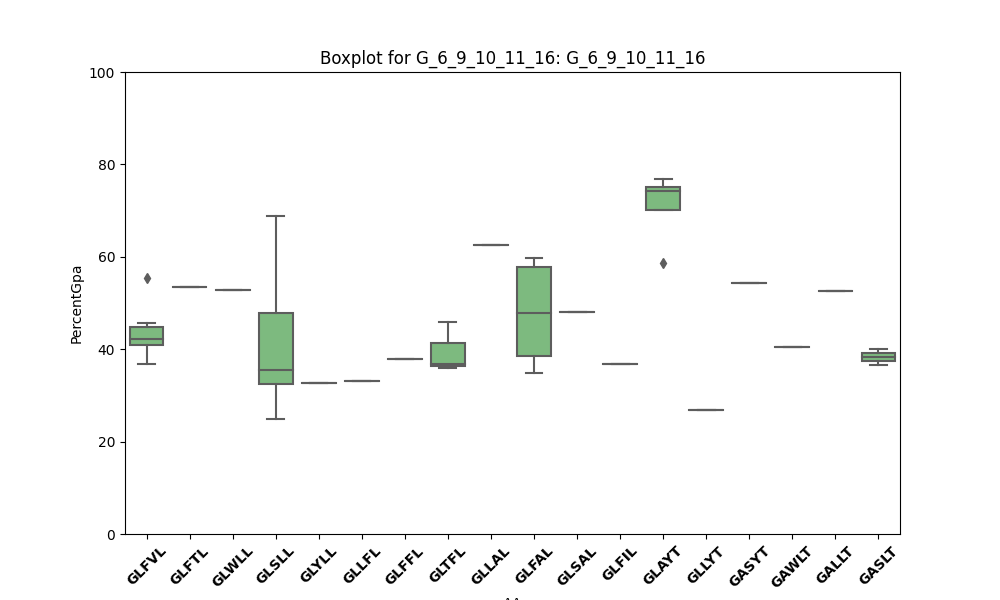 Boxplot for G_6_9_10_11_16: G_6_9_10_11_16
100
80
60
40
20
0
PercentGpa
GLFVL
GLFTL
GLWLL
GLSLL
GLYLL
GLLFL
GLFFL
GLTFL
GLLAL
GLFAL
GLSAL
GLFIL
GLAYT
GLLYT
GASYT
GAWLT
GALLT
GASLT